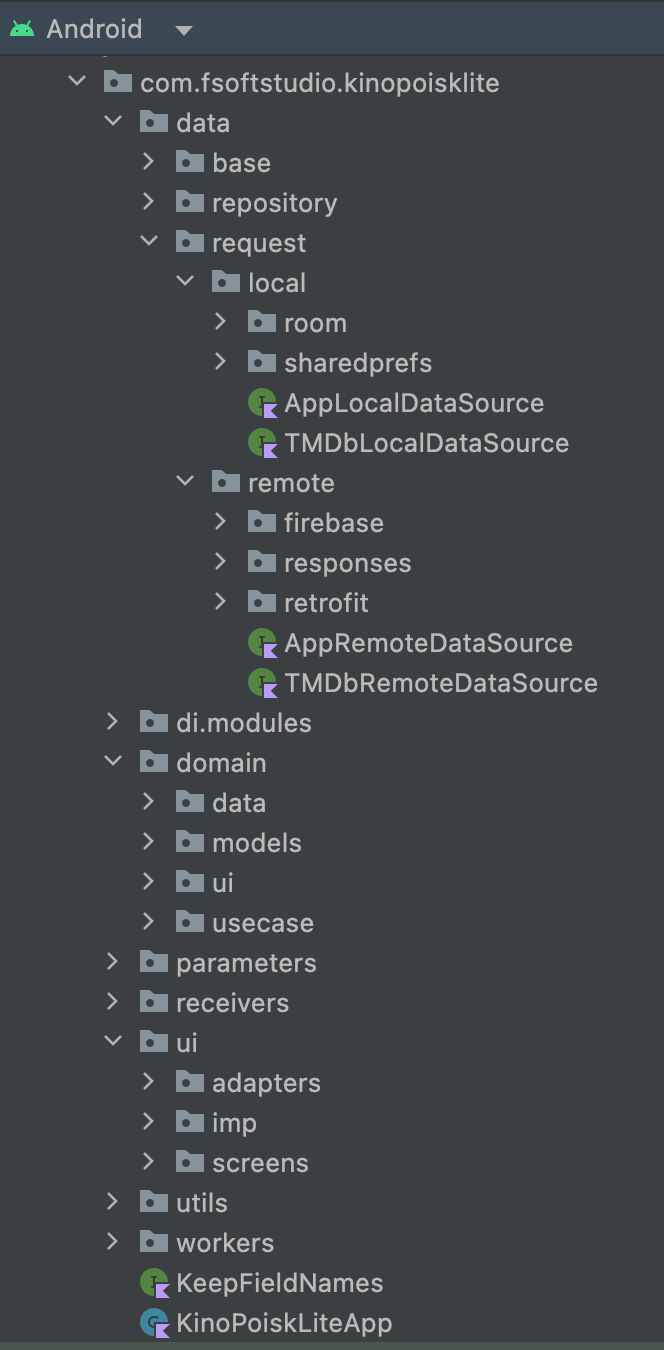 Android
com.fsoftstudio.kinopoisklite
data
base
repository
request
local
room
sharedprefs
AppLocalDataSource
TMDbLocalDataSource
remote
firebase
responses
retrofit
AppRemoteDataSource
TMDbRemoteDataSource
di.modules
domain
data
models
ui
usecase
parameters
receivers
ui
adapters
imp
screens
utils
workers
KeepFieldNames
KinoPoiskLiteApp